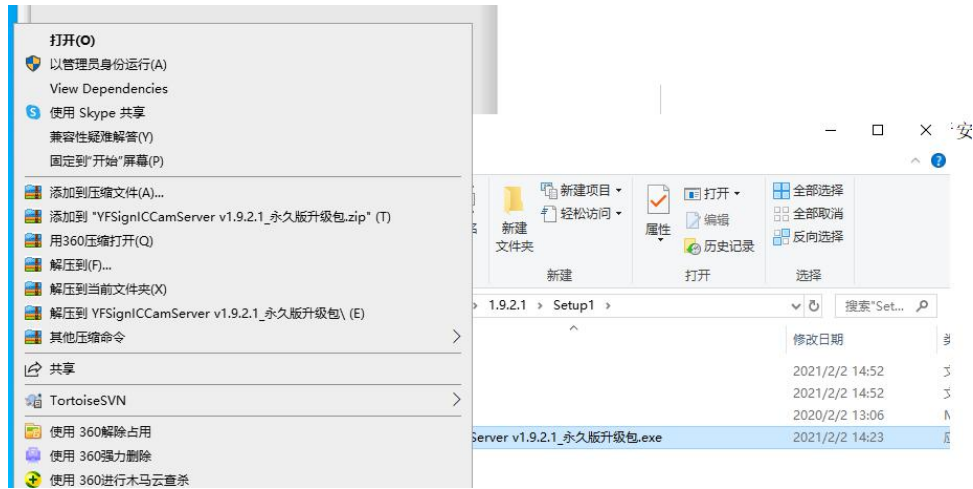 打开(O)
以管理员身份运行(A)
View Dependencies
使用 Skype 共享
兼容性疑难解答(Y)
固定到"开始"屏幕(P)
添加到压缩文件(A)...
添加到 "YFSignICCamServer v1.9.2.1_永久版升级包.zip" (T)
用360压缩打开(Q)
解压到(F)...
解压到当前文件夹(X)
解压到 YFSignICCamServer v1.9.2.1_永久版升级包\ (E)
其他压缩命令
共享
TortoiseSVN
使用 360解除占用
使用 360强力删除
使用 360进行木马云查杀
安
新建
文件夹
新建项目
轻松访问
新建
属性
打开
编辑
历史记录
打开
全部选择
全部取消
反向选择
选择
1.9.2.1 > Setup1 >
搜索"Set...
修改日期
2021/2/2 14:52
2021/2/2 14:52
2020/2/2 13:06
Server v1.9.2.1_永久版升级包.exe 2021/2/2 14:23